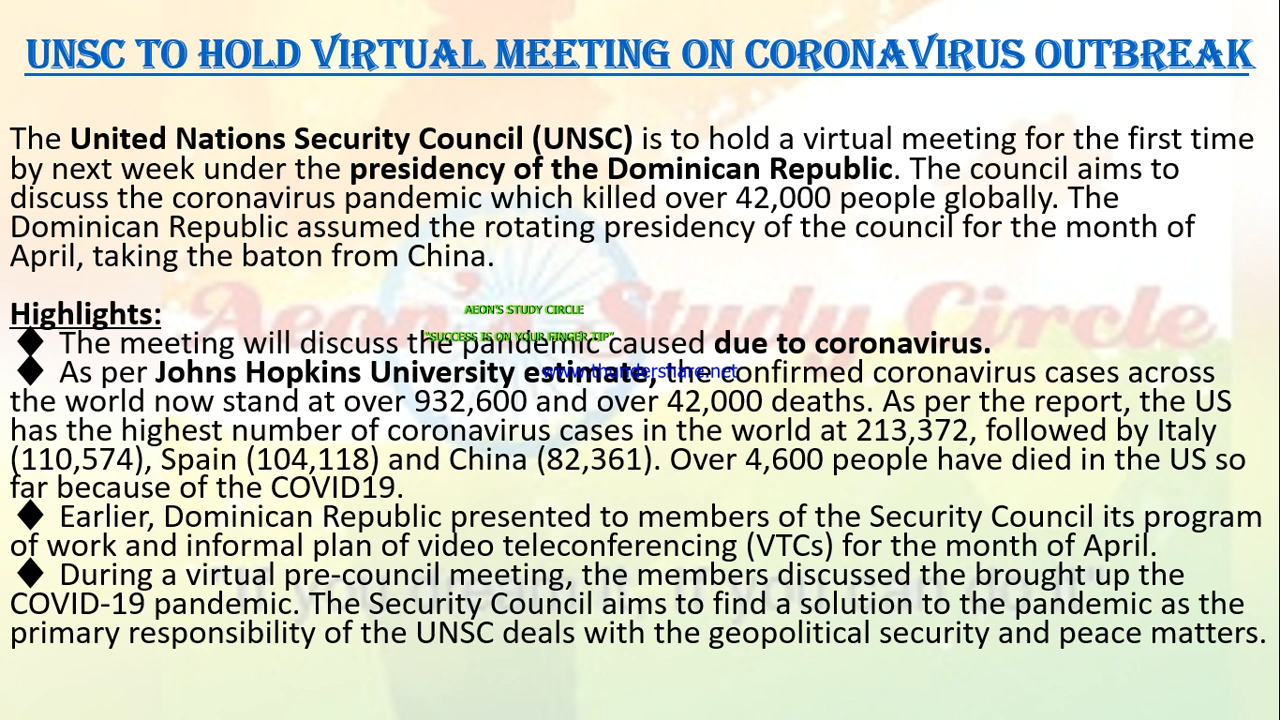 UNSC TO HOLD VIRTUAL MEETING ON CORONAVIRUS OUTBREAK
The United Nations Security Council (UNSC) is to hold a virtual meeting for the first time
by next week under the presidency of the Dominican Republic. The council aims to
discuss the coronavirus pandemic which killed over 42,000 people globally. The
Dominican Republic assumed the rotating presidency of the council for the month of
April, taking the baton from China.
Aeon's Study Circle
Highlights:
AEON'S STUDY CIRCLE
"SUCCESS IS ON YOUR FINGER TIP"
◆ The meeting will discuss the pandemic caused due to coronavirus.
www.thundershare.net
◆ As per Johns Hopkins University estimate, the confirmed coronavirus cases across
the world now stand at over 932,600 and over 42,000 deaths. As per the report, the US
has the highest number of coronavirus cases in the world at 213,372, followed by Italy
(110,574), Spain (104,118) and China (82,361). Over 4,600 people have died in the US so
far because of the COVID19.
◆ Earlier, Dominican Republic presented to members of the Security Council its program
of work and informal plan of video teleconferencing (VTCs) for the month of April.
◆ During a virtual pre-council meeting, the members discussed the brought up the
COVID-19 pandemic. The Security Council aims to find a solution to the pandemic as the
primary responsibility of the UNSC deals with the geopolitical security and peace matters.